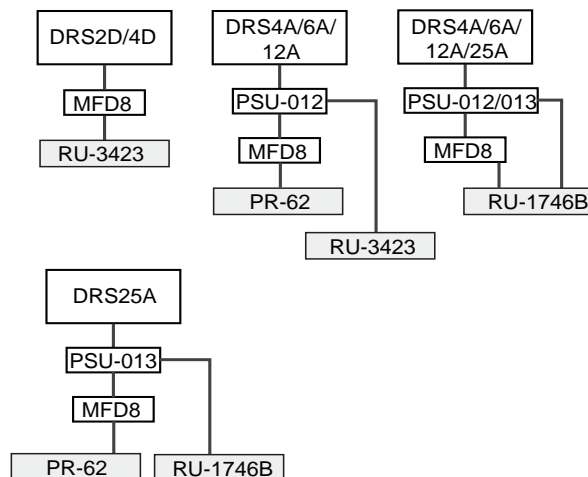 DRS2D/4D
MFD8
RU-3423
DRS4A/6A/
12A
PSU-012
MFD8
PR-62
RU-3423
DRS4A/6A/
12A/25A
PSU-012/013
MFD8
RU-1746B
DRS25A
PSU-013
MFD8
PR-62
RU-1746B